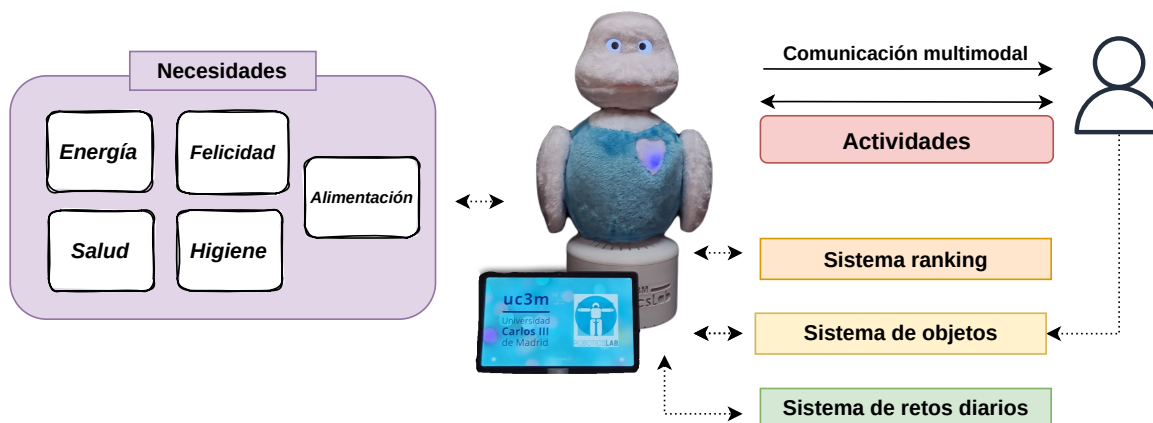 Necesidades
Energía
Felicidad
Alimentación
Salud
Higiene
Comunicación multimodal
Actividades
Sistema ranking
Sistema de objetos
Sistema de retos diarios
uc3m
Universidad
Carlos III
de Madrid
ROBOTICSLAB